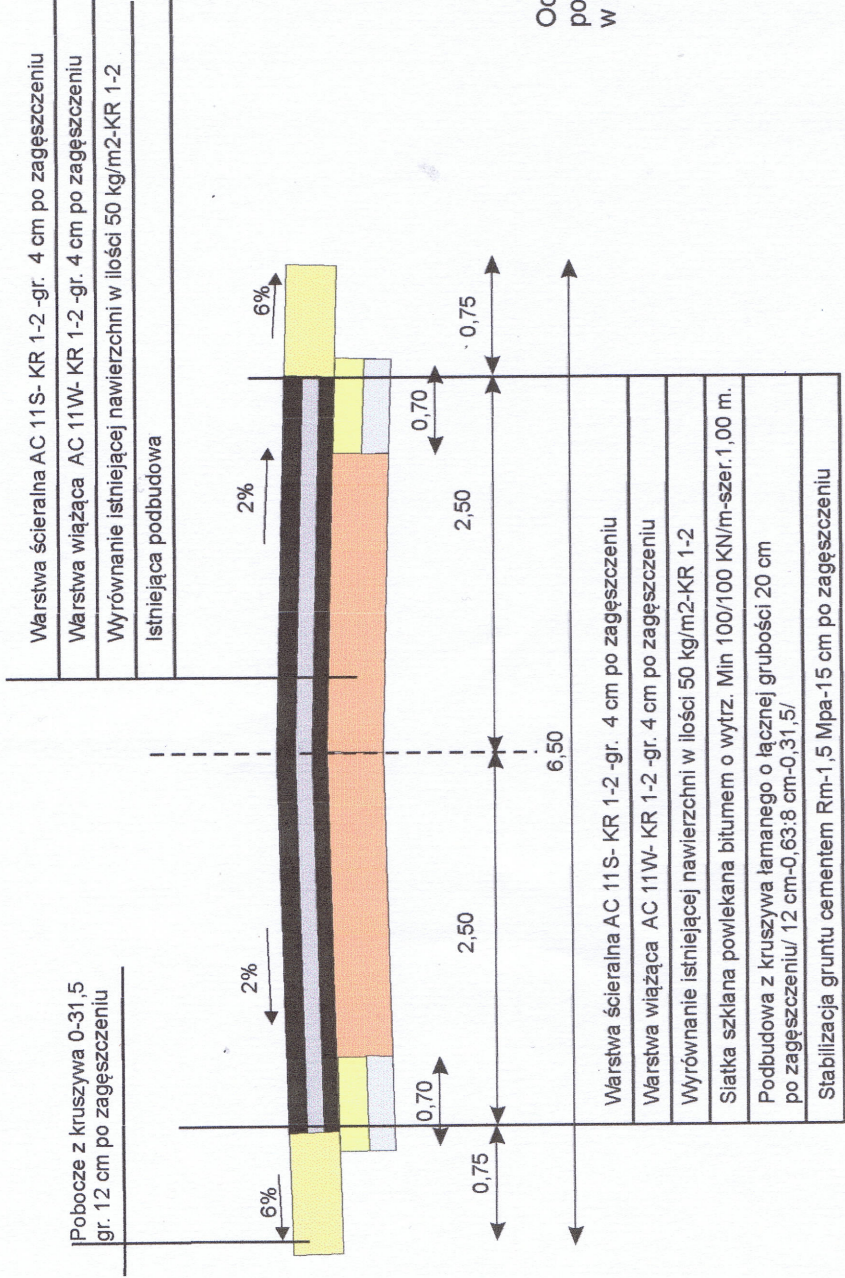 Pobocze z kruszywa 0-31,5
gr. 12 cm po zagęszczeniu
Warstwa ścieralna AC 11S- KR 1-2 -gr. 4 cm po zagęszczeniu
Warstwa wiążąca AC 11W- KR 1-2 -gr. 4 cm po zagęszczeniu
Wyrównanie istniejącej nawierzchni w ilości 50 kg/m2-KR 1-2
Istniejąca podbudowa
6%
2%
2%
6%
0,70
0,70
0,75
2,50
2,50
0,75
6,50
Warstwa ścieralna AC 11S- KR 1-2 -gr. 4 cm po zagęszczeniu
Warstwa wiążąca AC 11W- KR 1-2 -gr. 4 cm po zagęszczeniu
Wyrównanie istniejącej nawierzchni w ilości 50 kg/m2-KR 1-2
Siatka szklana powlekana bitumem o wytrz. Min 100/100 KN/m-szer.1,00 m.
Podbudowa z kruszywa łamanego o łącznej grubości 20 cm
po zagęszczeniu/ 12 cm-0,63:8 cm-0,31,5/
Stabilizacja gruntu cementem Rm-1,5 Mpa-15 cm po zagęszczeniu
po
w